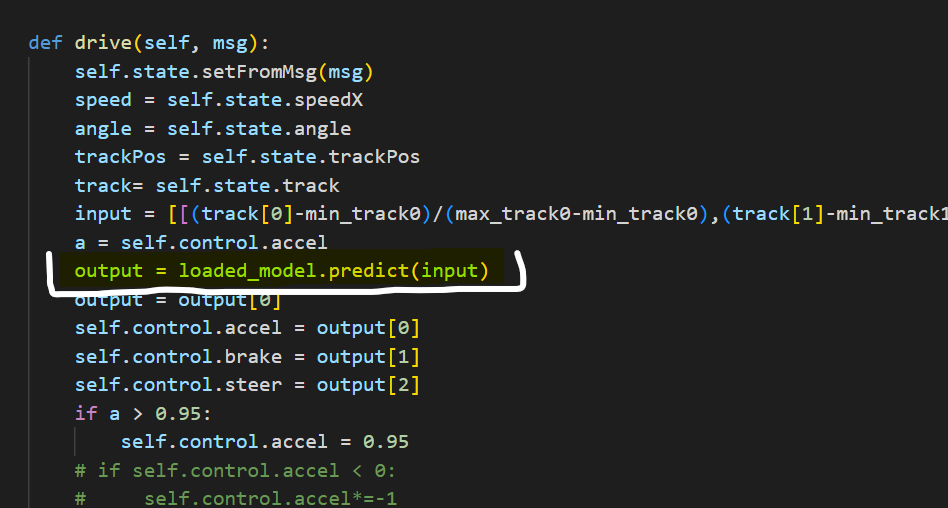 def drive(self, msg):
self.state.setFromMsg(msg)
speed = self.state.speedX
angle = self.state.angle
trackPos = self.state.trackPos
track= self.state.track
input = [[(track[0]-min_track0)/(max_track0-min_track0),(track[1]-min_track1
a = self.control.accel
output = loaded_model.predict(input)
output = output[0]
self.control.accel = output[0]
self.control.brake = output[1]
self.control.steer = output[2]
if a > 0.95:
self.control.accel = 0.95
# if self.control.accel < 0:
# self.control.accel*=-1